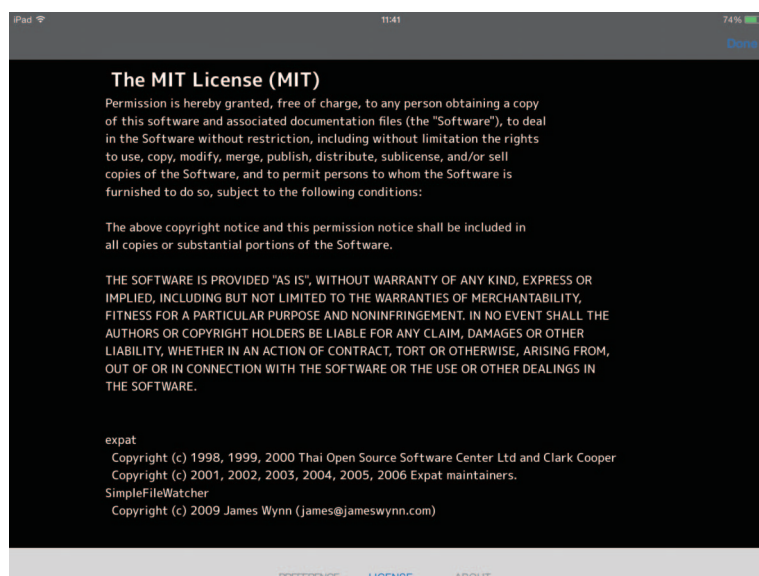 iPad 11:41 74%
Done
The MIT License (MIT)
Permission is hereby granted, free of charge, to any person obtaining a copy
of this software and associated documentation files (the "Software"), to deal
in the Software without restriction, including without limitation the rights
to use, copy, modify, merge, publish, distribute, sublicense, and/or sell
copies of the Software, and to permit persons to whom the Software is
furnished to do so, subject to the following conditions:
The above copyright notice and this permission notice shall be included in
all copies or substantial portions of the Software.
THE SOFTWARE IS PROVIDED "AS IS", WITHOUT WARRANTY OF ANY KIND, EXPRESS OR
IMPLIED, INCLUDING BUT NOT LIMITED TO THE WARRANTIES OF MERCHANTABILITY,
FITNESS FOR A PARTICULAR PURPOSE AND NONINFRINGEMENT. IN NO EVENT SHALL THE
AUTHORS OR COPYRIGHT HOLDERS BE LIABLE FOR ANY CLAIM, DAMAGES OR OTHER
LIABILITY, WHETHER IN AN ACTION OF CONTRACT, TORT OR OTHERWISE, ARISING FROM,
OUT OF OR IN CONNECTION WITH THE SOFTWARE OR THE USE OR OTHER DEALINGS IN
THE SOFTWARE.
expat
Copyright (c) 1998, 1999, 2000 Thai Open Source Software Center Ltd and Clark Cooper
Copyright (c) 2001, 2002, 2003, 2004, 2005, 2006 Expat maintainers.
SimpleFileWatcher
Copyright (c) 2009 James Wynn (james@jameswynn.com)
PREFERENCE LICENSE ABOUT